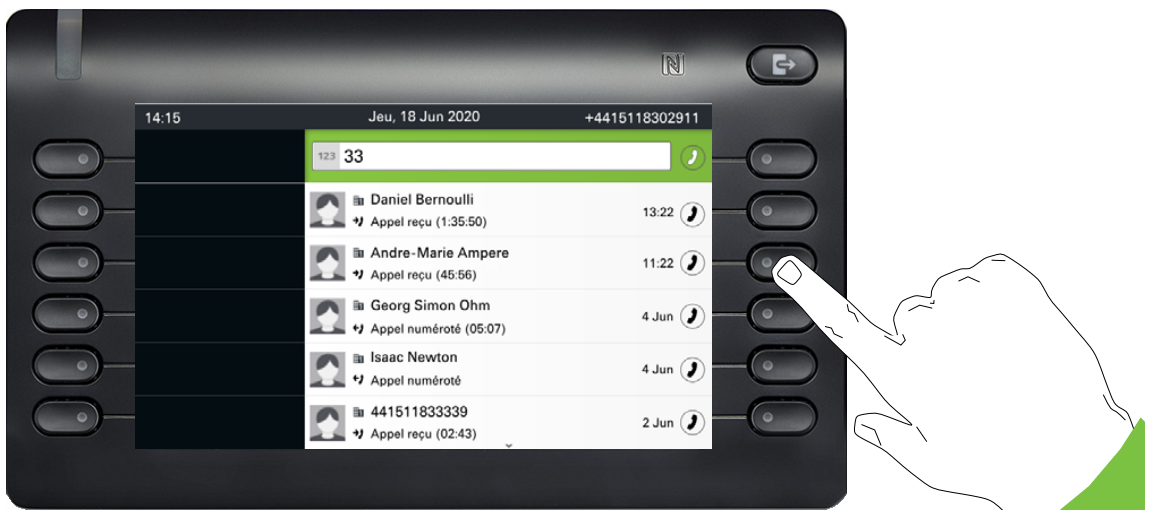 14:15 Jeu, 18 Jun 2020 +4415118302911
123 33
Daniel Bernoulli
Appel reçu (1:35:50) 13:22
Andre-Marie Ampere
Appel reçu (45:56) 11:22
Georg Simon Ohm
Appel numéroté (05:07) 4 Jun
Isaac Newton
Appel numéroté 4 Jun
441511833339
Appel reçu (02:43) 2 Jun